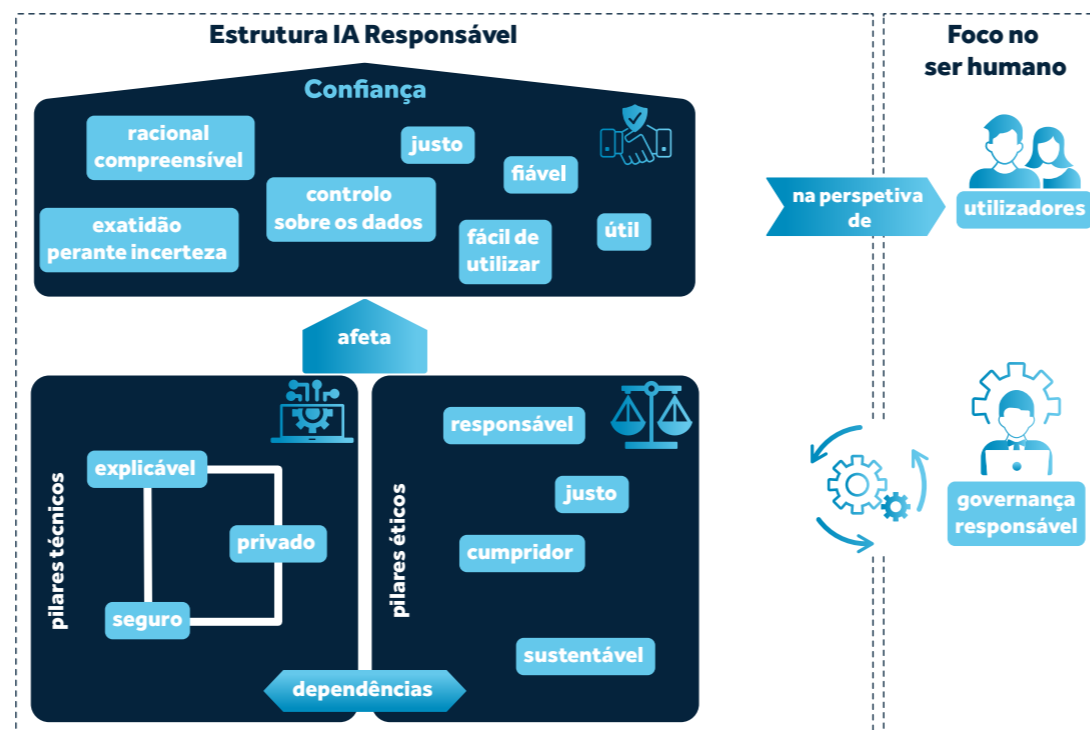 Estrutura IA Responsável
Confiança
racional
compreensível
justo
fiável
controlo
sobre os dados
exatidão
perante incerteza
fácil de
utilizar
útil
afeta
pilares técnicos
explicável
privado
seguro
pilares éticos
responsável
justo
cumpridor
sustentável
dependências
na perspetiva
de
Foco no
ser humano
utilizadores
governança
responsável